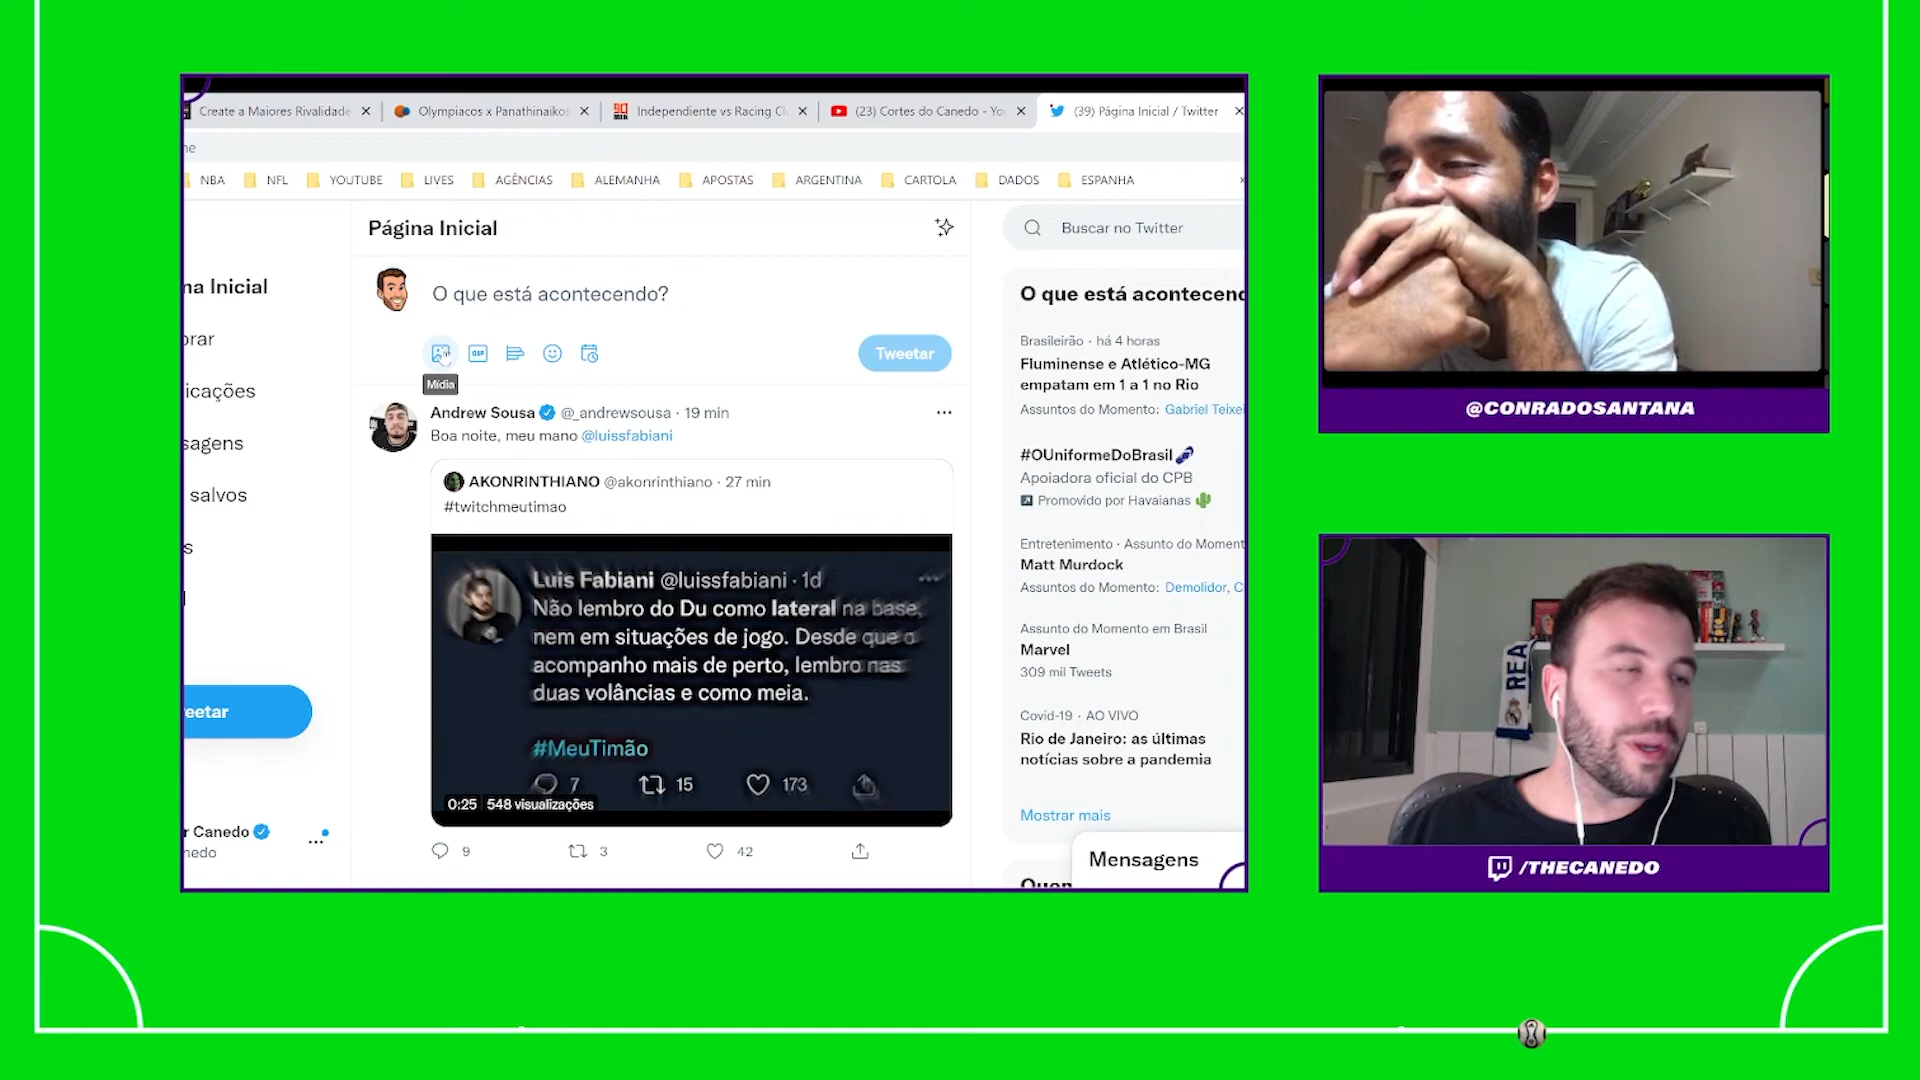 Create a Maiores Rivalidade
Olympiacos x Panathinaikos
Independiente vs Racing Cl
(23) Cortes do Canedo - You
(39) Página Inicial / Twitter
me
NBA
NFL
YOUTUBE
LIVES
AGÊNCIAS
ALEMANHA
APOSTAS
ARGENTINA
CARTOLA
DADOS
ESPANHA
na Inicial
orar
icações
sagens
salvos
s
eetar
r Canedo
nedo
Página Inicial
O que está acontecendo?
GIF
Tweetar
Mídia
Andrew Sousa @_andrewsousa · 19 min
Boa noite, meu mano @luissfabiani
AKONRINTHIANO @akonrinthiano · 27 min
#twitchmeutimao
Luis Fabiani @luissfabiani · 1d
Não lembro do Du como lateral na base,
nem em situações de jogo. Desde que o
acompanho mais de perto, lembro nas
duas volâncias e como meia.
#MeuTimão
7 15 173
0:25 548 visualizações
9 3 42
Buscar no Twitter
O que está acontecend
Brasileirão · há 4 horas
Fluminense e Atlético-MG
empatam em 1 a 1 no Rio
Assuntos do Momento: Gabriel Teixei
#OUniformeDoBrasil
Apoiadora oficial do CPB
Promovido por Havaianas
Entretenimento · Assunto do Moment
Matt Murdock
Assuntos do Momento: Demolidor, C
Assunto do Momento em Brasil
Marvel
309 mil Tweets
Covid-19 · AO VIVO
Rio de Janeiro: as últimas
notícias sobre a pandemia
Mostrar mais
Mensagens
Quem
@CONRADOSANTANA
REA
/THECANEDO